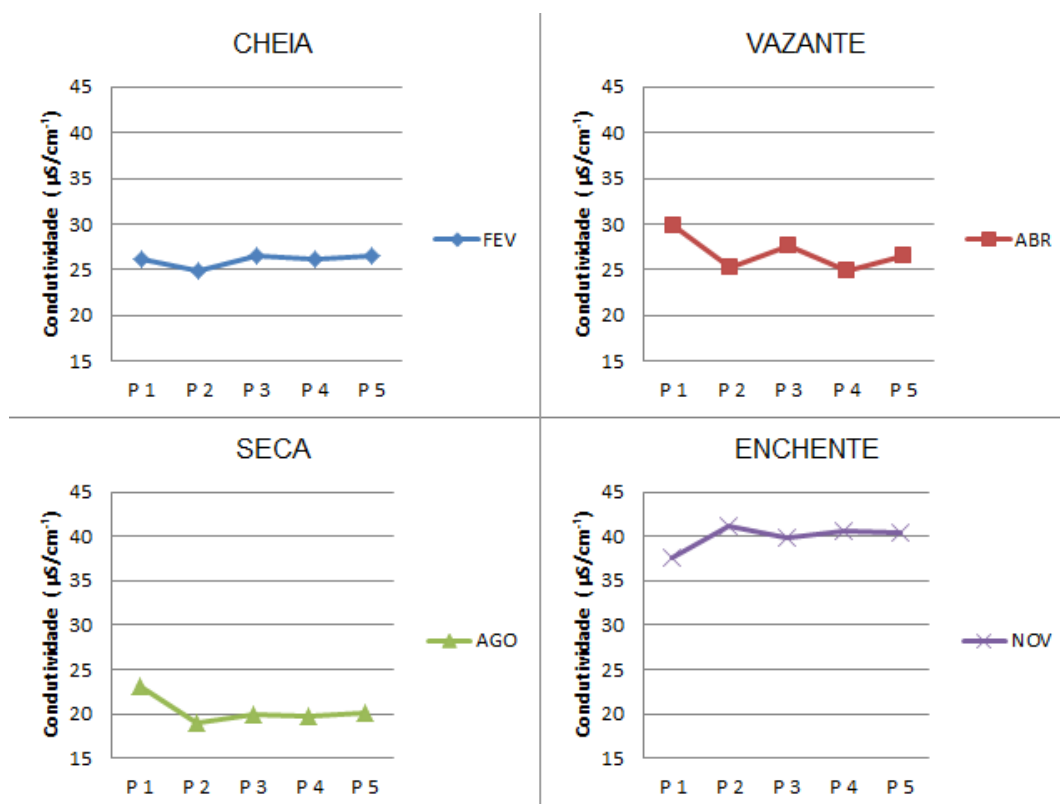 CHEIA
Condutividade ( µS/cm⁻¹)
45
40
35
30
25
20
15
P 1 P 2 P 3 P 4 P 5
FEV
VAZANTE
Condutividade ( µS/cm⁻¹)
45
40
35
30
25
20
15
P 1 P 2 P 3 P 4 P 5
ABR
SECA
Condutividade ( µS/cm⁻¹)
45
40
35
30
25
20
15
P 1 P 2 P 3 P 4 P 5
AGO
ENCHENTE
Condutividade ( µS/cm⁻¹)
45
40
35
30
25
20
15
P 1 P 2 P 3 P 4 P 5
NOV